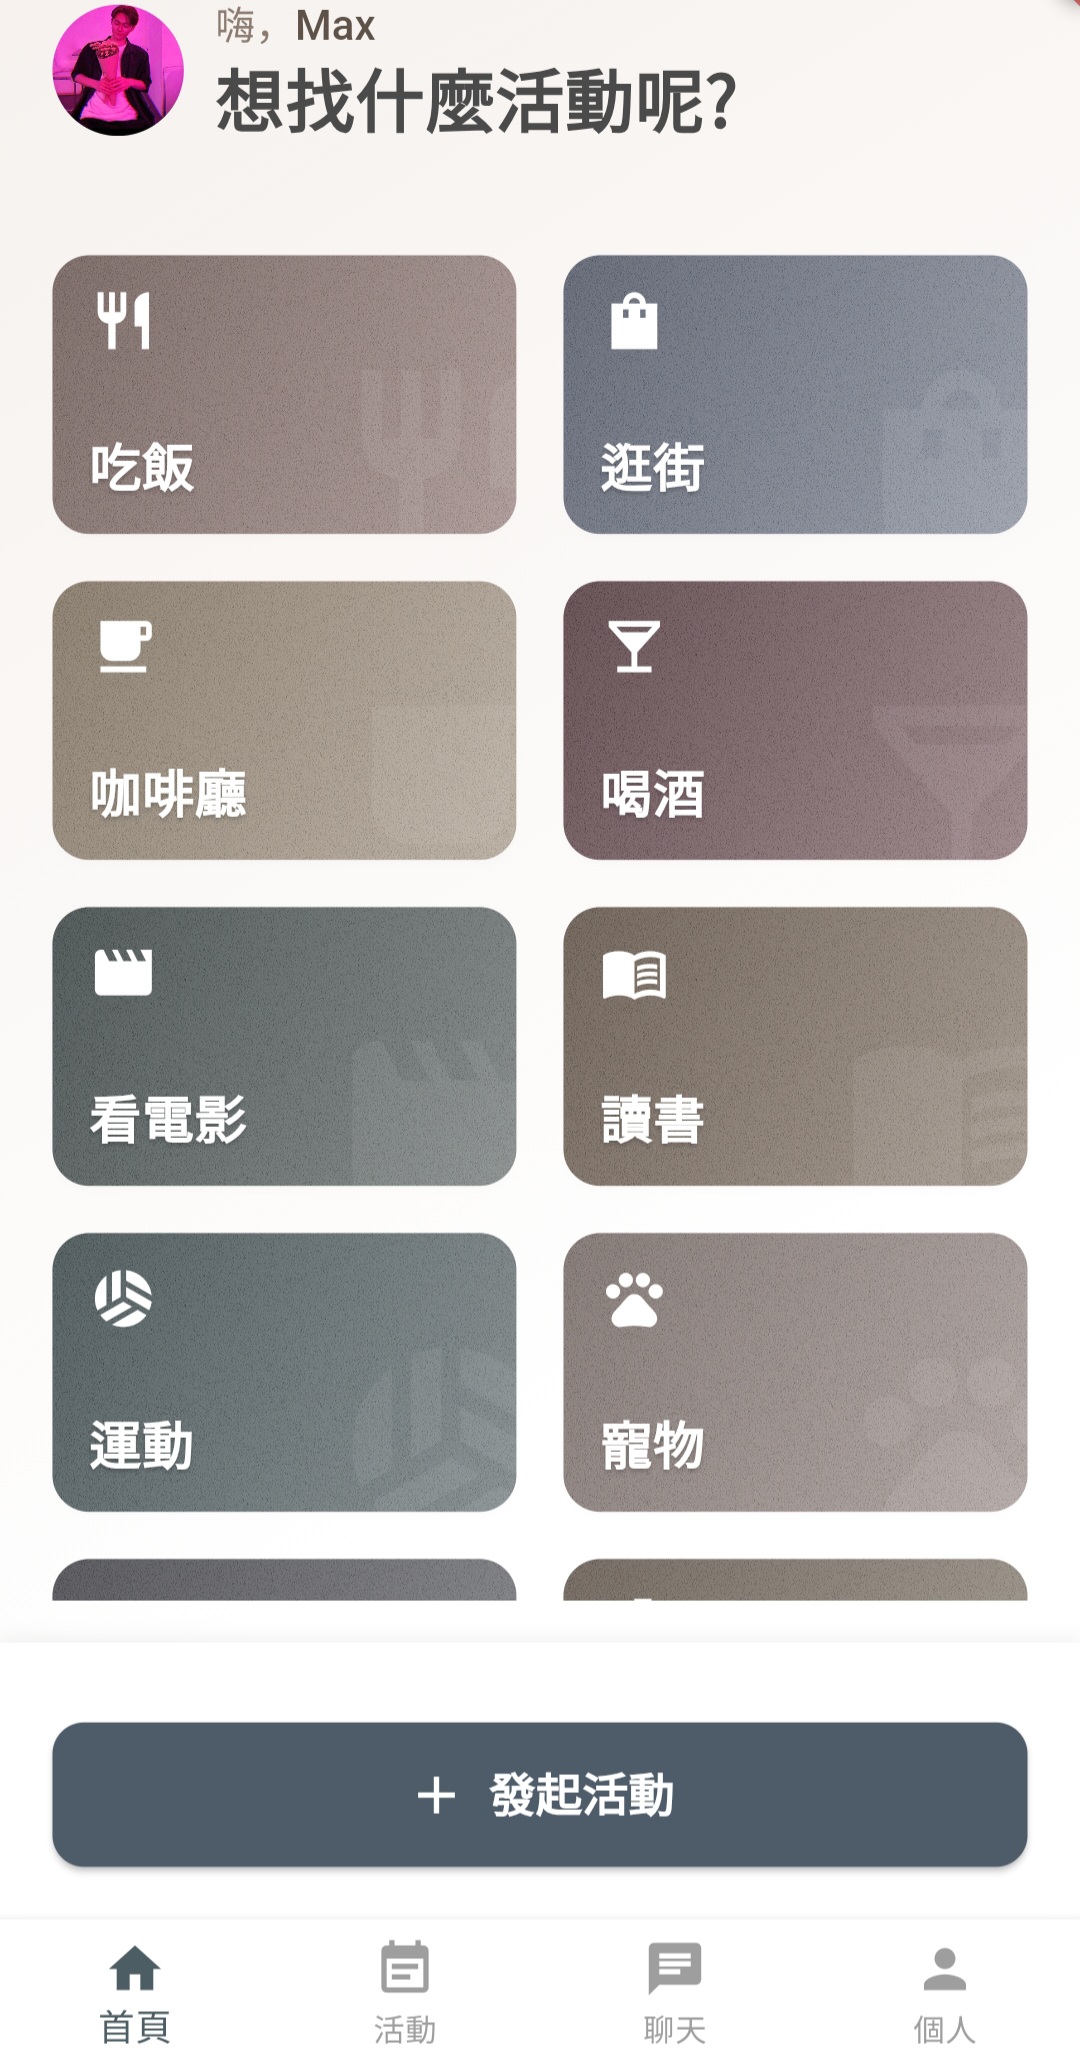 嗨，Max
想找什麼活動呢?
吃飯
逛街
咖啡廳
喝酒
看電影
讀書
運動
寵物
發起活動
首頁
活動
聊天
個人